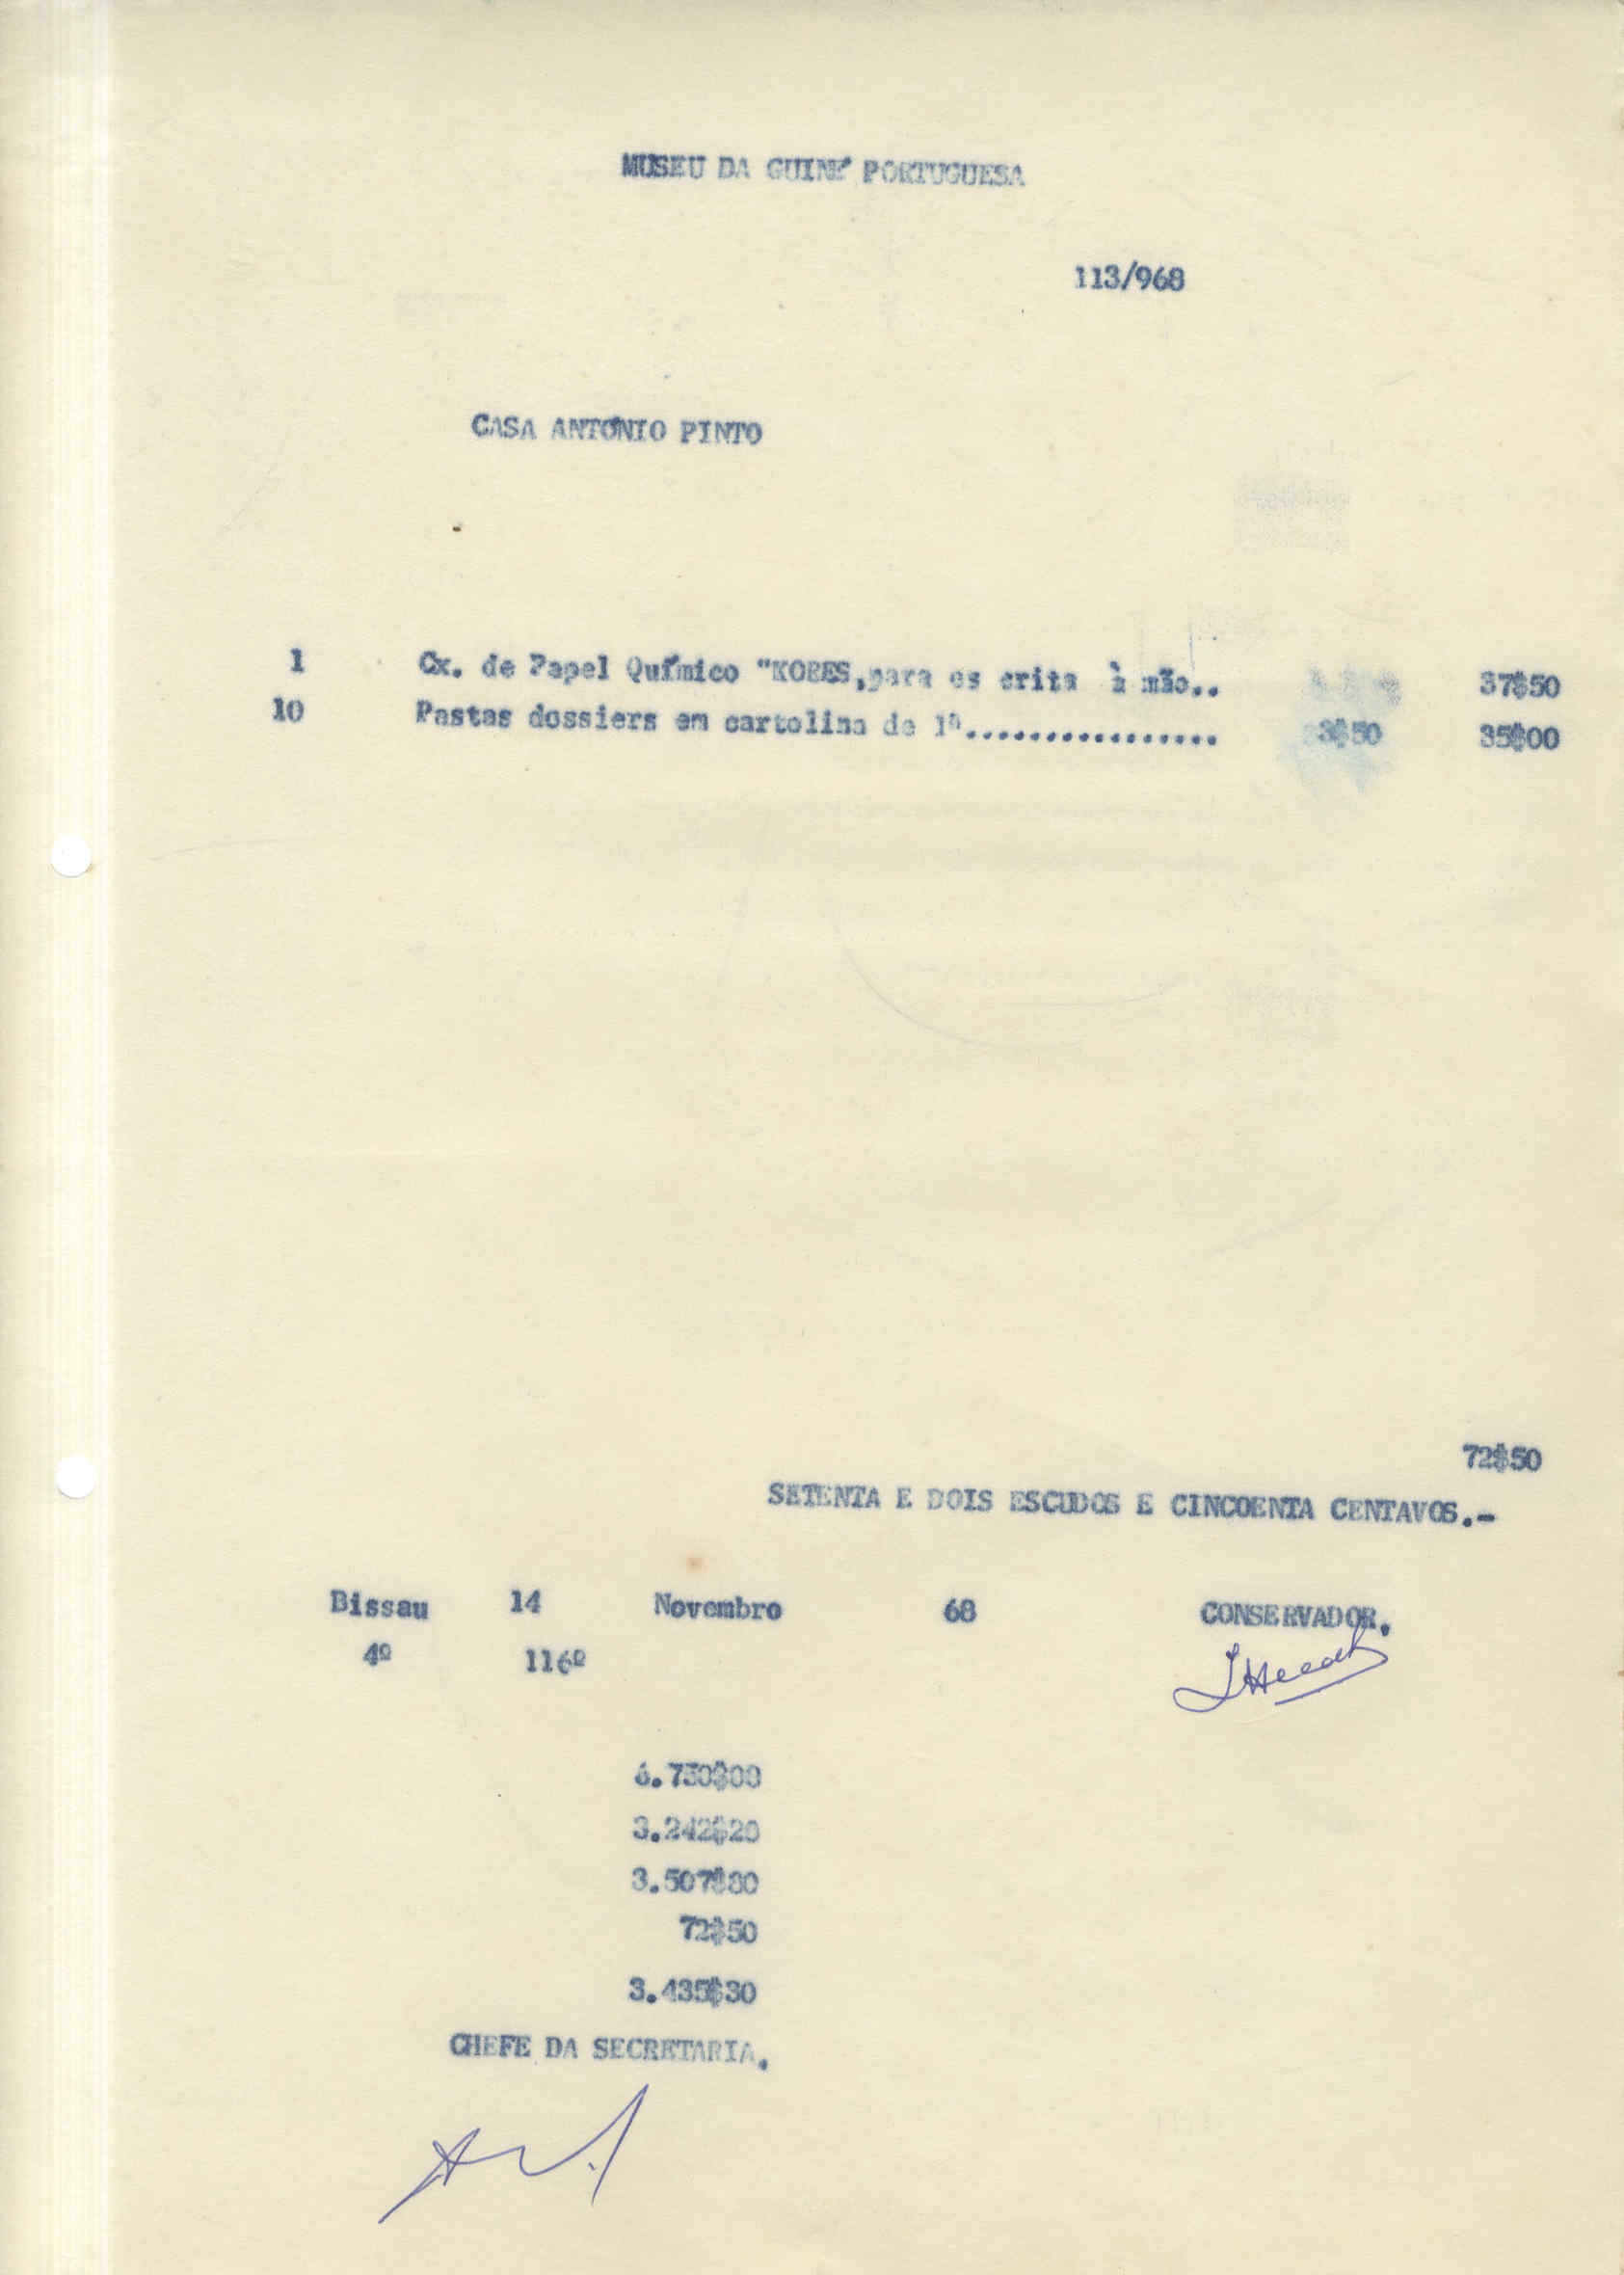 MUSEU DA GUINÉ PORTUGUESA
113/968
CASA ANTÓNIO PINTO
1 Cx. de Papel Químico "KORES,para es crita à mão.. 37$50
10 Pastas dossiers em cartolina de 1ª................ 3$50 35$00
72$50
SETENTA E DOIS ESCUDOS E CINCOENTA CENTAVOS.-
Bissau 14 Novembro 68 CONSERVADOR.
4º 116º
6.750$00
3.242$20
3.507$80
72$50
3.435$30
CHEFE DA SECRETARIA.